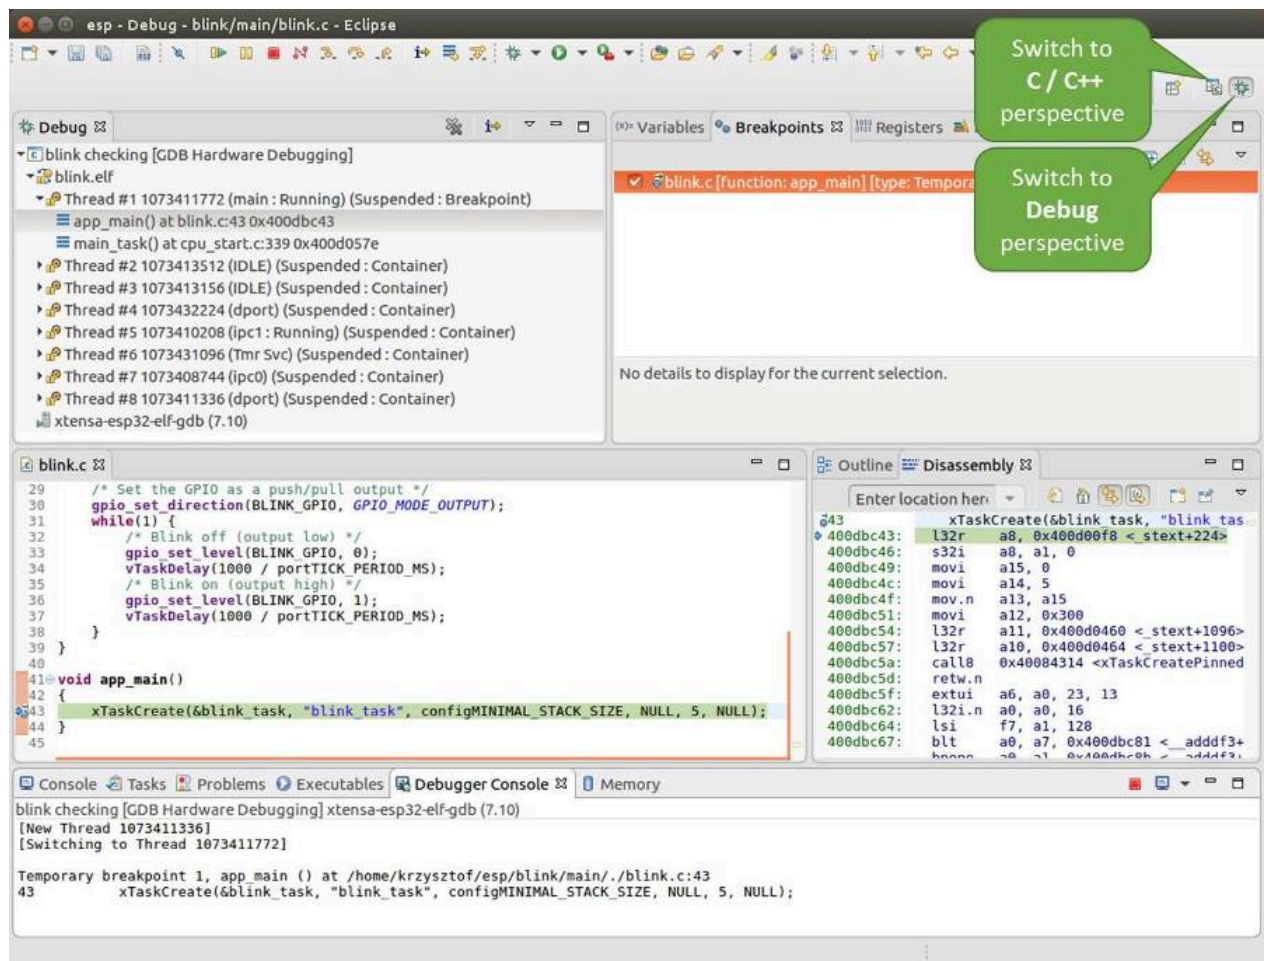 esp - Debug - blink/main/blink.c - Eclipse
Switch to
C / C++
perspective
Debug
Variables
Breakpoints
Registers
blink checking [GDB Hardware Debugging]
blink.elf
Thread #1 1073411772 (main : Running) (Suspended : Breakpoint)
app_main() at blink.c:43 0x400dbc43
main_task() at cpu_start.c:339 0x400d057e
Thread #2 1073413512 (IDLE) (Suspended : Container)
Thread #3 1073413156 (IDLE) (Suspended : Container)
Thread #4 1073432224 (dport) (Suspended : Container)
Thread #5 1073410208 (ipc1 : Running) (Suspended : Container)
Thread #6 1073431096 (Tmr Svc) (Suspended : Container)
Thread #7 1073408744 (ipc0) (Suspended : Container)
Thread #8 1073411336 (dport) (Suspended : Container)
xtensa-esp32-elf-gdb (7.10)
blink.c [function: app_main] [type: Tempora
Switch to
Debug
perspective
No details to display for the current selection.
blink.c
29 /* Set the GPIO as a push/pull output */
30 gpio_set_direction(BLINK_GPIO, GPIO_MODE_OUTPUT);
31 while(1) {
32 /* Blink off (output low) */
33 gpio_set_level(BLINK_GPIO, 0);
34 vTaskDelay(1000 / portTICK_PERIOD_MS);
35 /* Blink on (output high) */
36 gpio_set_level(BLINK_GPIO, 1);
37 vTaskDelay(1000 / portTICK_PERIOD_MS);
38 }
39 }
40
41 void app_main()
42 {
43 xTaskCreate(&blink_task, "blink_task", configMINIMAL_STACK_SIZE, NULL, 5, NULL);
44 }
45
Outline Disassembly
Enter location her
43 xTaskCreate(&blink_task, "blink_tas
400dbc43: l32r a8, 0x400d00f8 <_stext+224>
400dbc46: s32i a8, a1, 0
400dbc49: movi a15, 0
400dbc4c: movi a14, 5
400dbc4f: mov.n a13, a15
400dbc51: movi a12, 0x300
400dbc54: l32r a11, 0x400d0460 <_stext+1096>
400dbc57: l32r a10, 0x400d0464 <_stext+1100>
400dbc5a: call8 0x40084314 <xTaskCreatePinned
400dbc5d: retw.n
400dbc5f: extui a6, a0, 23, 13
400dbc62: l32i.n a0, a0, 16
400dbc64: lsi f7, a1, 128
400dbc67: blt a0, a7, 0x400dbc81 <__adddf3+
Console Tasks Problems Executables Debugger Console Memory
blink checking [GDB Hardware Debugging] xtensa-esp32-elf-gdb (7.10)
[New Thread 1073411336]
[Switching to Thread 1073411772]
Temporary breakpoint 1, app_main () at /home/krzysztof/esp/blink/main/./blink.c:43
43 xTaskCreate(&blink_task, "blink_task", configMINIMAL_STACK_SIZE, NULL, 5, NULL);